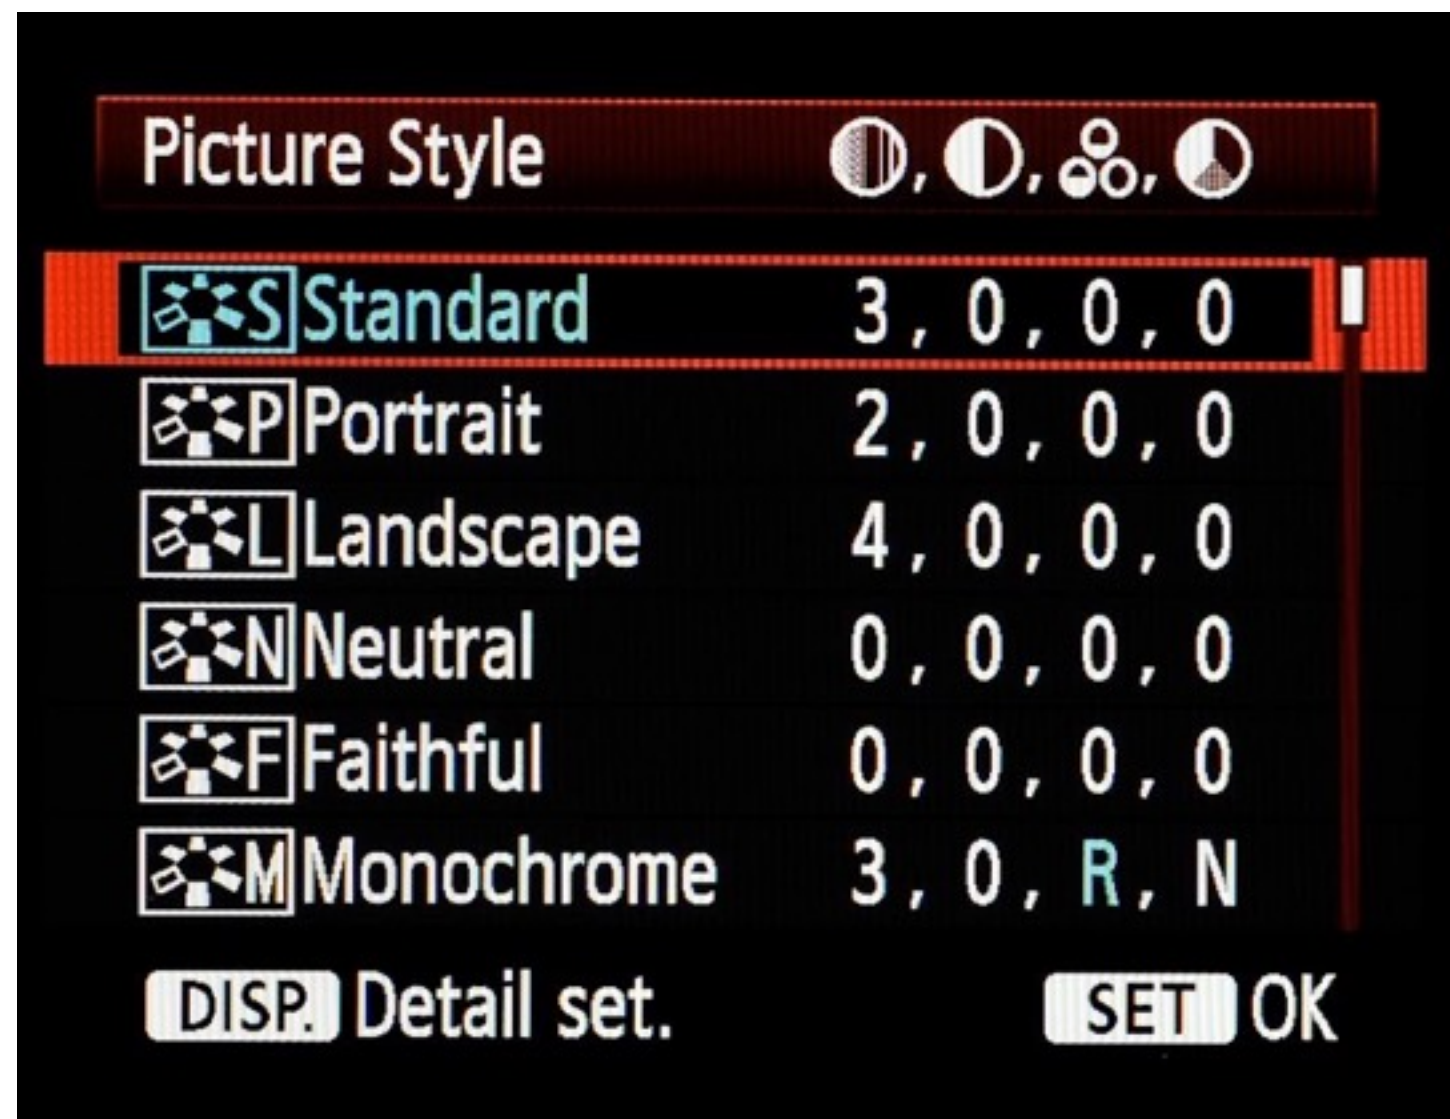 Picture Style , , ,
S Standard 3 , 0 , 0 , 0
P Portrait 2 , 0 , 0 , 0
L Landscape 4 , 0 , 0 , 0
N Neutral 0 , 0 , 0 , 0
F Faithful 0 , 0 , 0 , 0
M Monochrome 3 , 0 , R , N
DISP. Detail set. SET OK